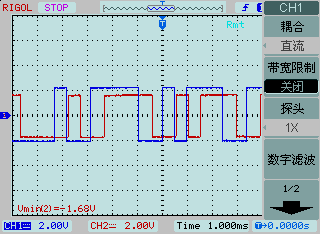 RIGOL STOP
CH1
Rmt
耦合
直流
带宽限制
关闭
探头
1X
数字滤波
1/2
Vmin(2)=-1.68V
CH1 2.00V CH2 2.00V Time 1.000ms T 0.0000s